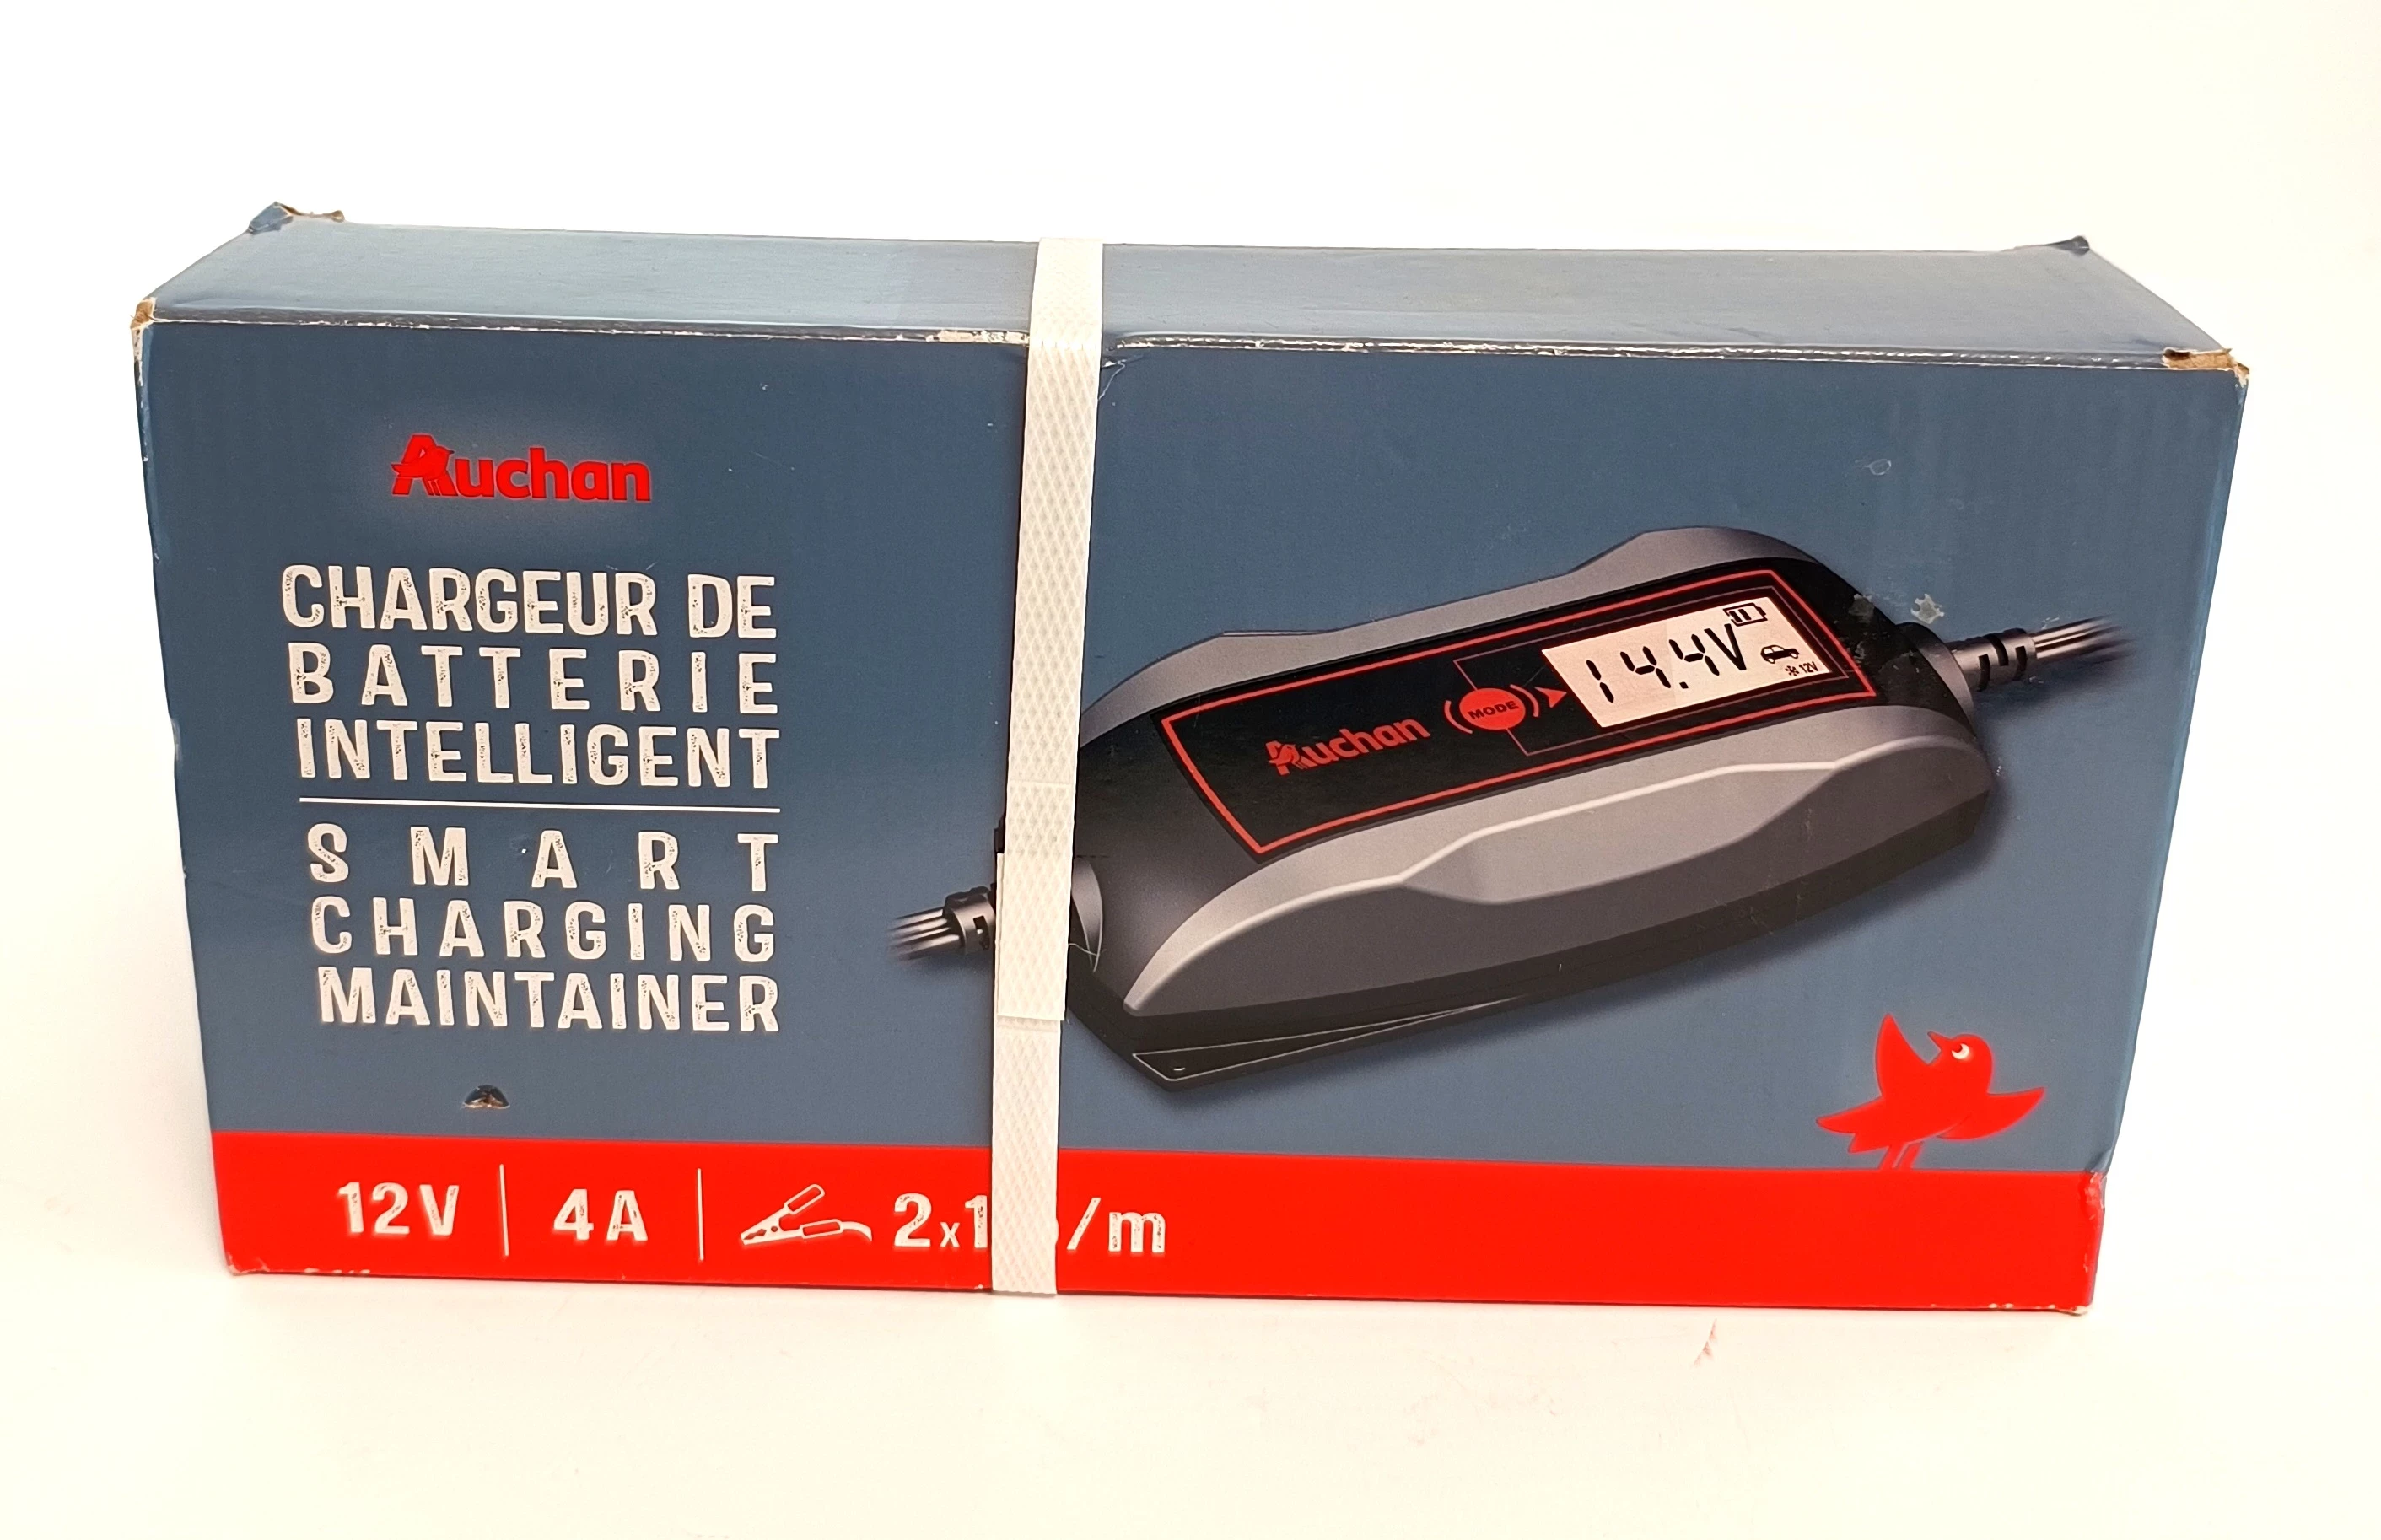 Auchan
CHARGEUR DE
BATTERIE
INTELLIGENT
SMART
CHARGING
MAINTAINER
Auchan
MODE
14.4V
12V
12V
4A
/m